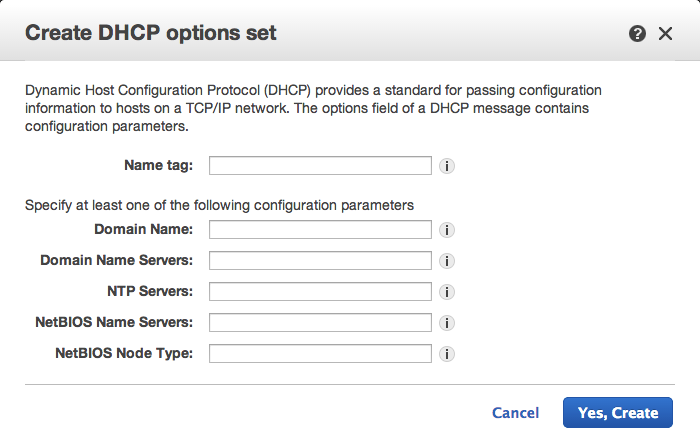 Create DHCP options set
Dynamic Host Configuration Protocol (DHCP) provides a standard for passing configuration
information to hosts on a TCP/IP network. The options field of a DHCP message contains
configuration parameters.
Name tag:
Specify at least one of the following configuration parameters
Domain Name:
Domain Name Servers:
NTP Servers:
NetBIOS Name Servers:
NetBIOS Node Type:
Cancel Yes, Create